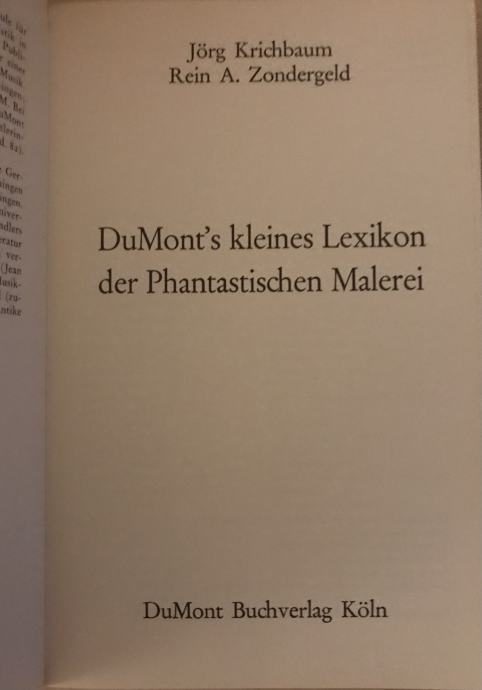 Jörg Krichbaum
Rein A. Zondergeld
DuMont's kleines Lexikon
der Phantastischen Malerei
DuMont Buchverlag Köln